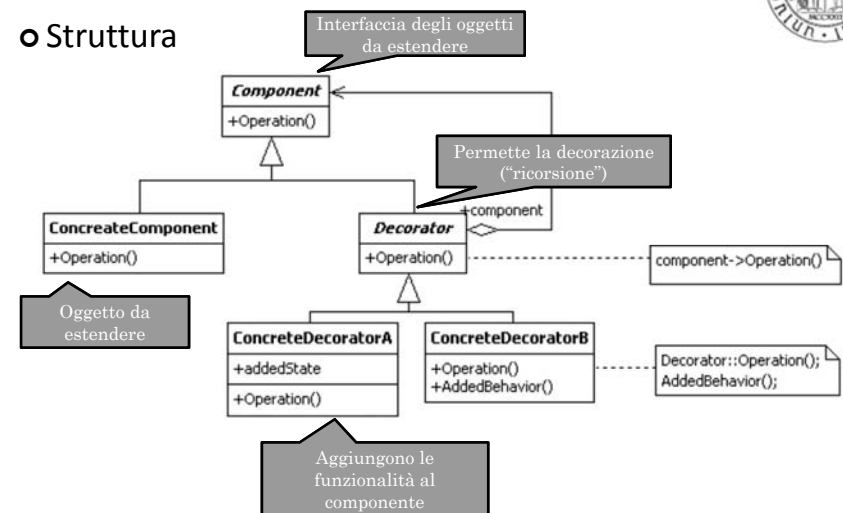 Struttura
Interfaccia degli oggetti
da estendere
Component
+Operation()
Permette la decorazione
("ricorsione")
+component
ConcreateComponent
+Operation()
Decorator
+Operation()
component->Operation()
Oggetto da
estendere
ConcreteDecoratorA
+addedState
+Operation()
ConcreteDecoratorB
+Operation()
+AddedBehavior()
Decorator::Operation();
AddedBehavior();
Aggiungono le
funzionalità al
componente